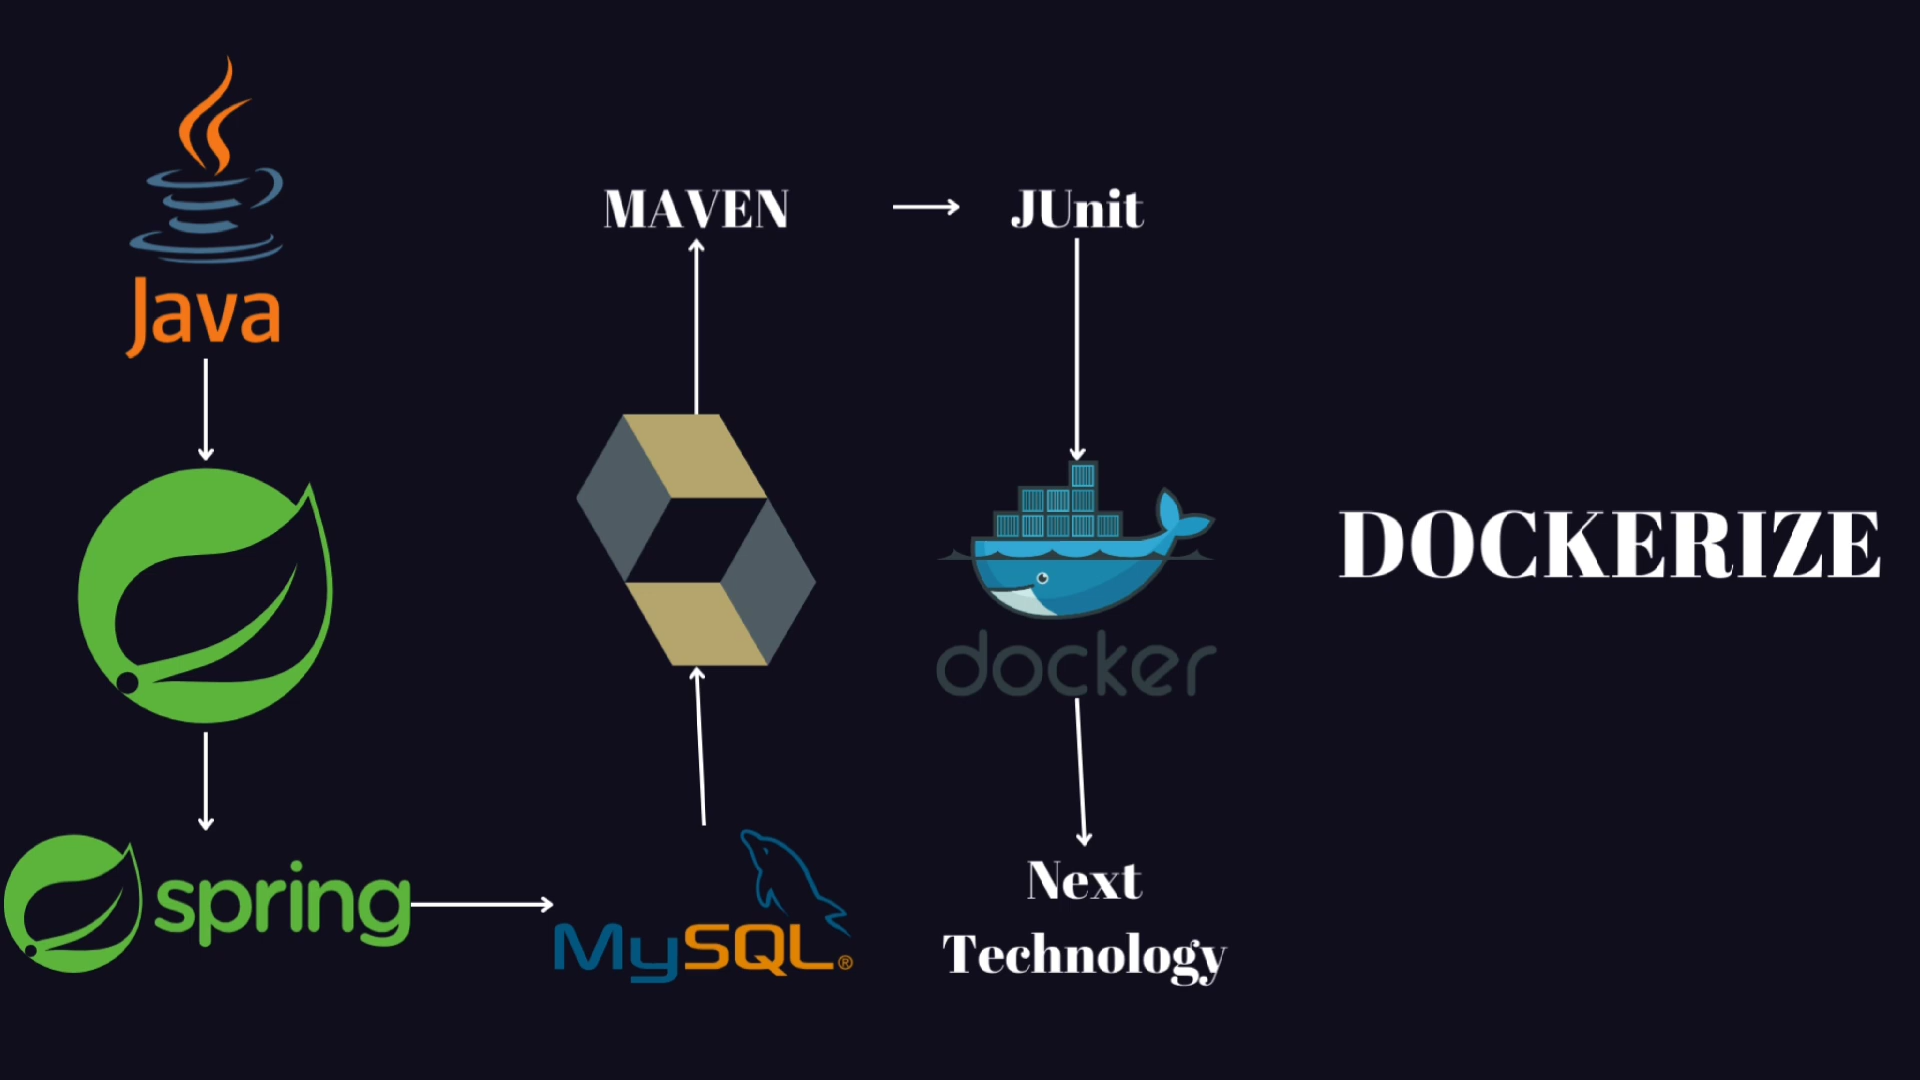 Java
spring
MySQL®
MAVEN
JUnit
docker
Next
Technology
DOCKERIZE